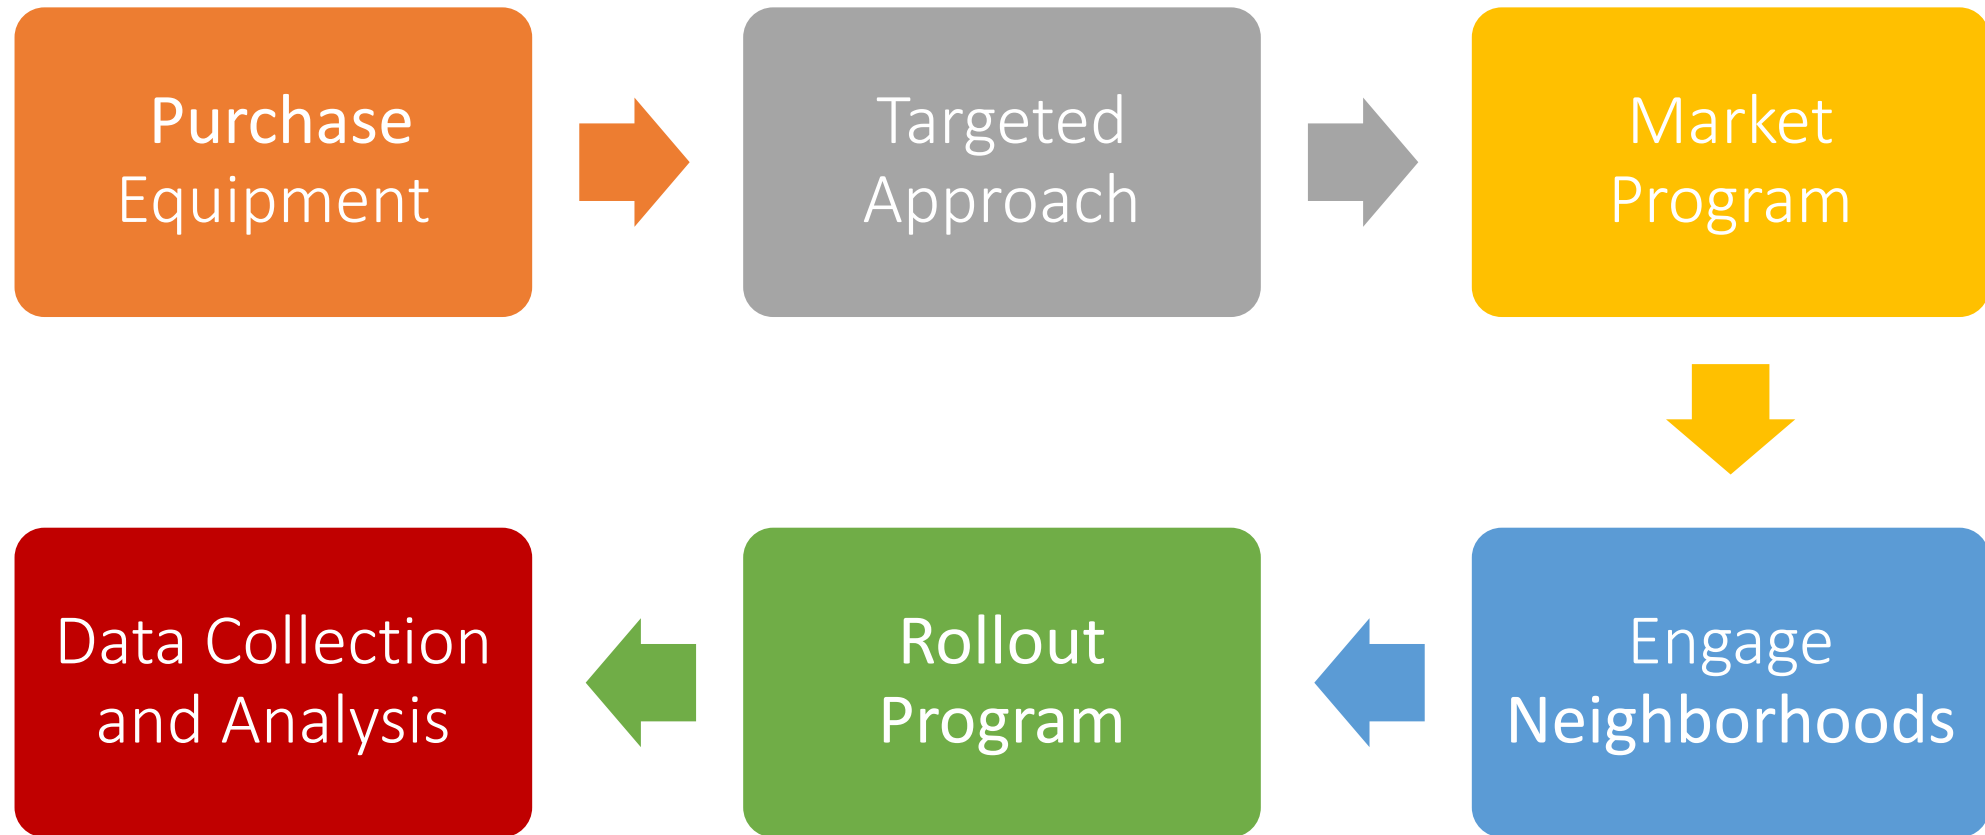 Purchase
Equipment
Targeted
Approach
Market
Program
Engage
Neighborhoods
Rollout
Program
Data Collection
and Analysis